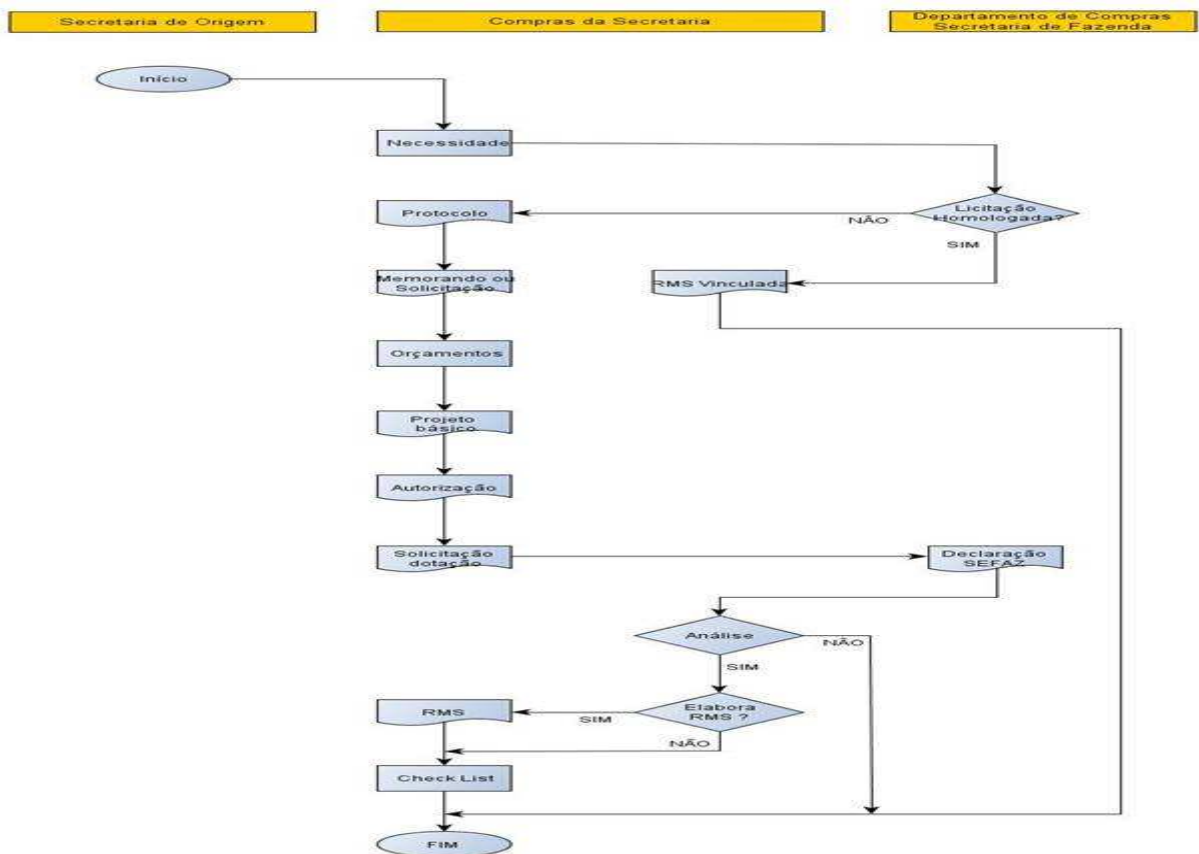 Secretaria de Origem
Compras da Secretaria
Departamento de Compras
Secretaria de Fazenda
Início
Necessidade
Licitação
Homologada?
NÃO
SIM
Protocolo
Memorando ou
Solicitação
RMS Vinculada
Orçamentos
Projeto
básico
Autorização
Solicitação
dotação
Declaração
SEFAZ
Análise
NÃO
SIM
Elabora
RMS ?
SIM
NÃO
RMS
Check List
FIM